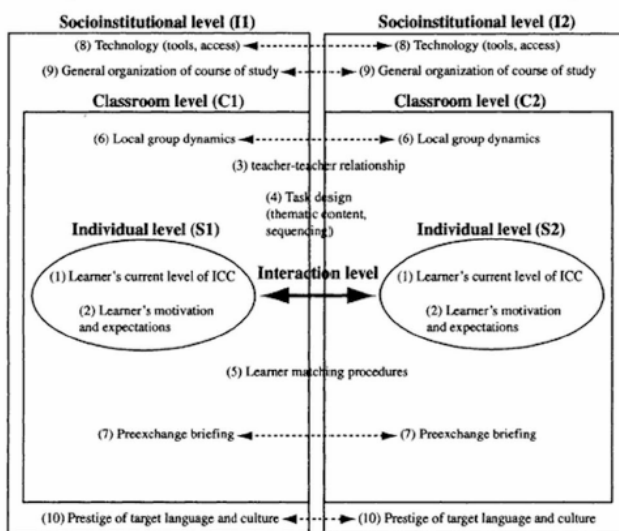 Socioinstitutional level (I1) Socioinstitutional level (I2)
(8) Technology (tools, access) (8) Technology (tools, access)
(9) General organization of course of study (9) General organization of course of study
Classroom level (C1) Classroom level (C2)
(6) Local group dynamics (6) Local group dynamics
(3) teacher-teacher relationship
(4) Task design
(thematic content,
sequencing)
Individual level (S1) Individual level (S2)
Interaction level
(1) Learner's current level of ICC (1) Learner's current level of ICC
(2) Learner's motivation (2) Learner's motivation
and expectations and expectations
(5) Learner matching procedures
(7) Preexchange briefing (7) Preexchange briefing
(10) Prestige of target language and culture (10) Prestige of target language and culture